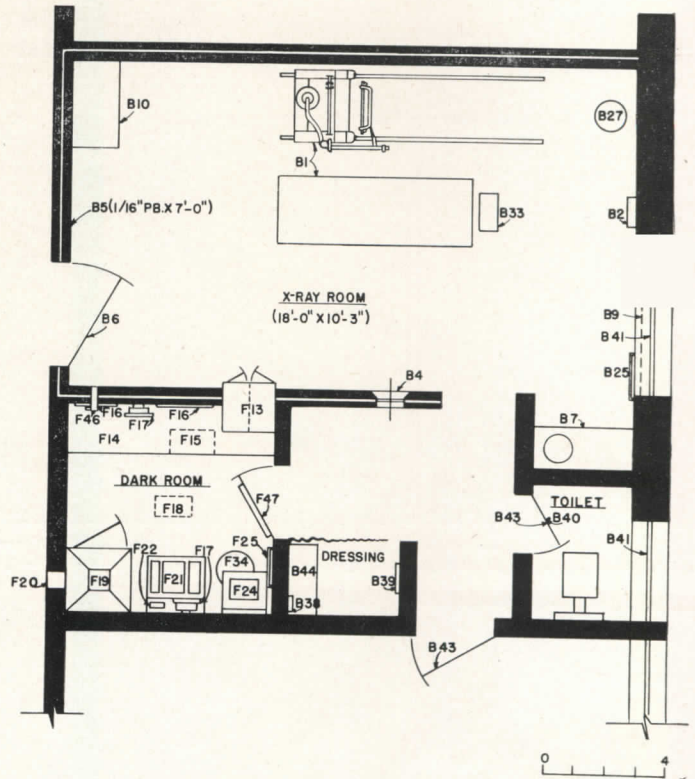 B10
B27
B1
B5(1/16" PB. X 7'-0")
B33
B2
X-RAY ROOM
(18'-0" X 10'-3")
B6
B9
B41
B25
B4
F46
F16
F17
F16
F13
F14
F15
B7
DARK ROOM
F18
F47
TOILET
B43
B40
B41
F20
F19
F22
F21
F17
F34
F25
F24
B44
DRESSING
B39
B38
B43
0 4